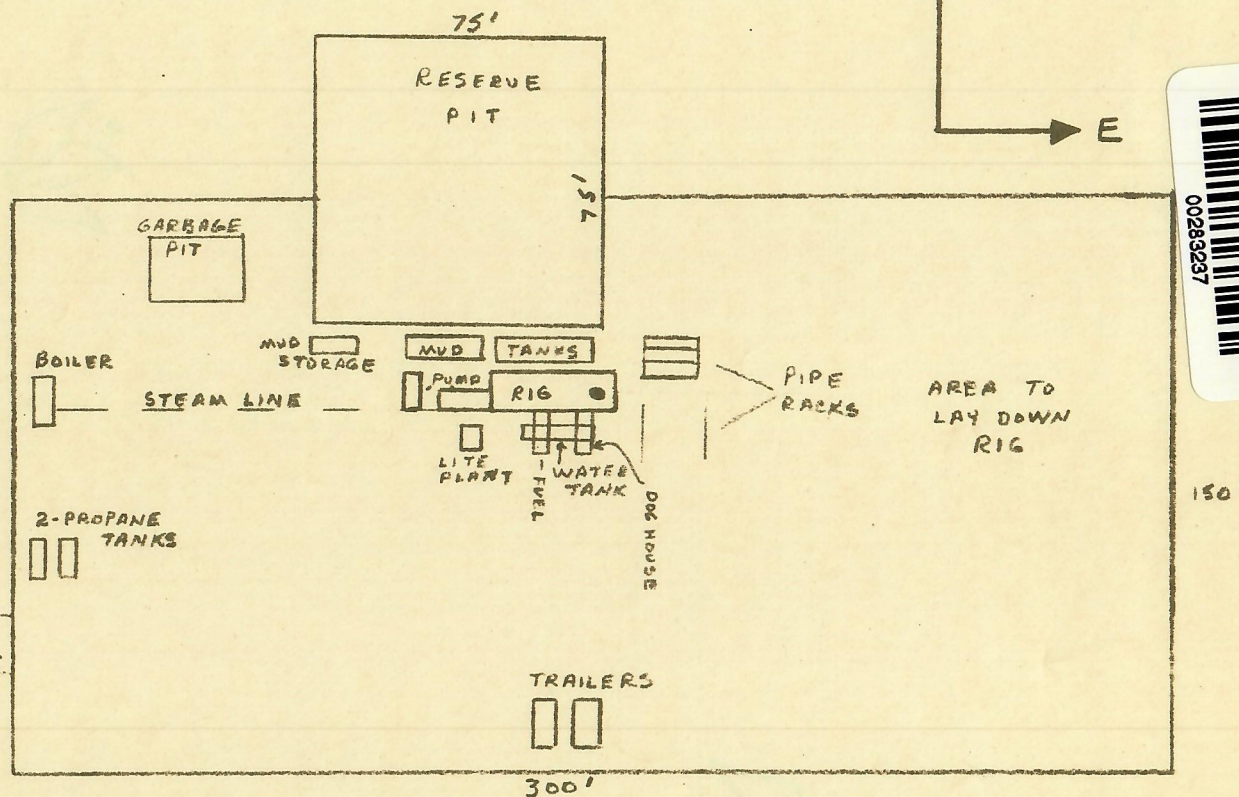 75'
RESERVE
PIT
75'
E
00283237
GARBAGE
PIT
MUD
STORAGE
MUD
TANKS
BOILER
STEAM LINE
PUMP
RIG
PIPE
RACKS
AREA TO
LAY DOWN
RIG
LITE
PLANT
FUEL
WATER
TANK
DOG HOUSE
150
2-PROPANE
TANKS
TRAILERS
300'